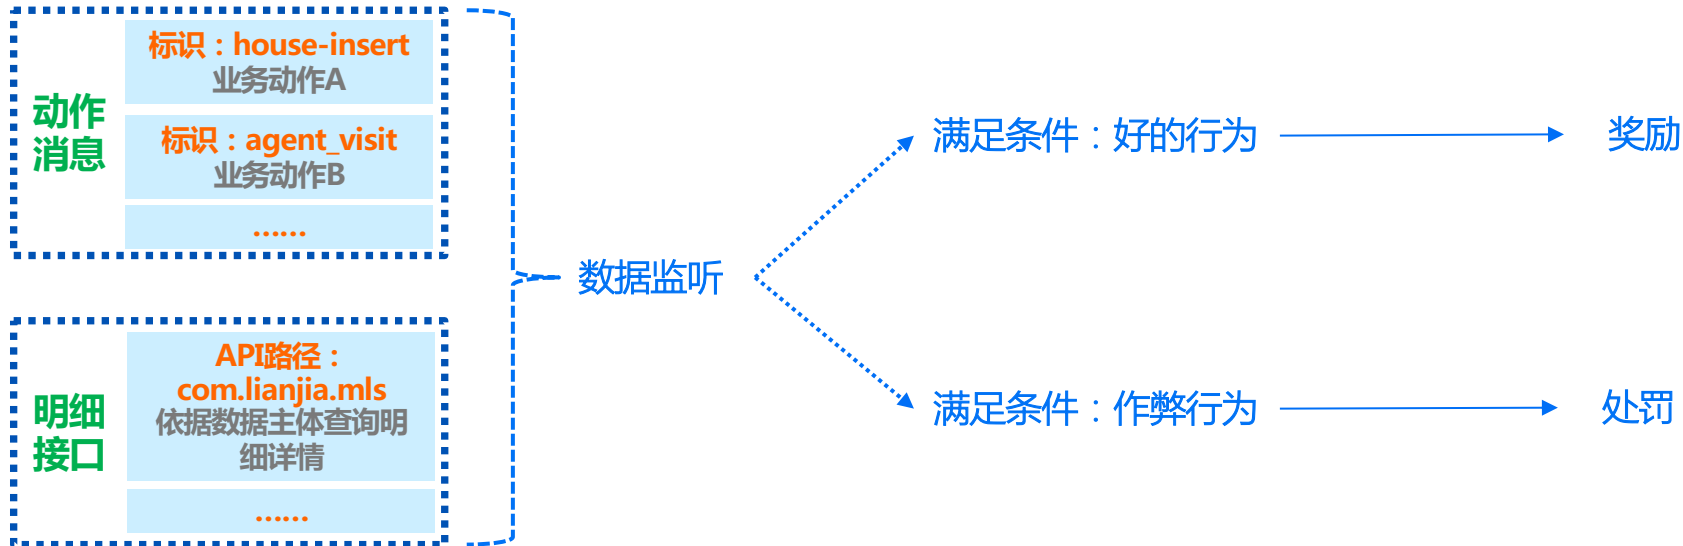 动作
消息
标识：house-insert
业务动作A
标识：agent_visit
业务动作B
……
明细
接口
API路径：
com.lianjia.mls
依据数据主体查询明
细详情
……
数据监听
满足条件：好的行为
奖励
满足条件：作弊行为
处罚